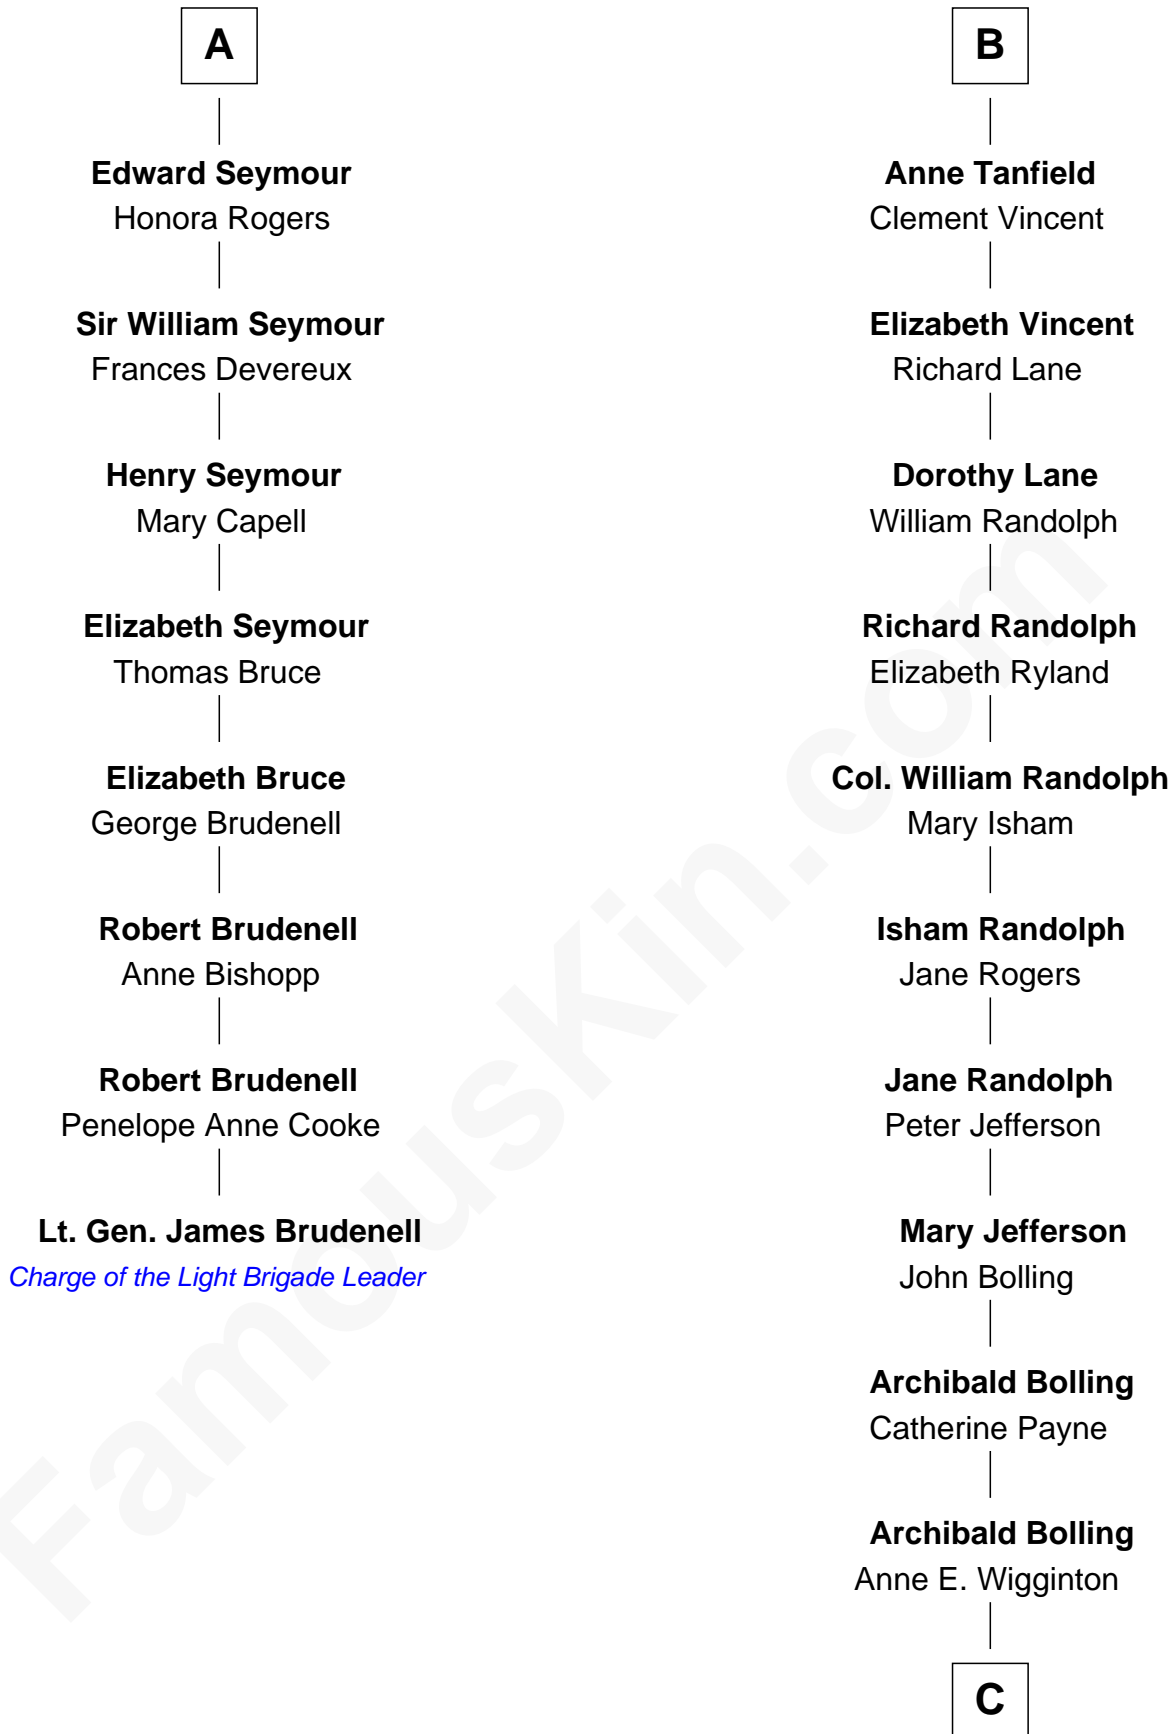 A
Edward Seymour
Honora Rogers
Sir William Seymour
Frances Devereux
Henry Seymour
Mary Capell
Elizabeth Seymour
Thomas Bruce
Elizabeth Bruce
George Brudenell
Robert Brudenell
Anne Bishopp
Robert Brudenell
Penelope Anne Cooke
Lt. Gen. James Brudenell
Charge of the Light Brigade Leader
B
Anne Tanfield
Clement Vincent
Elizabeth Vincent
Richard Lane
Dorothy Lane
William Randolph
Richard Randolph
Elizabeth Ryland
Col. William Randolph
Mary Isham
Isham Randolph
Jane Rogers
Jane Randolph
Peter Jefferson
Mary Jefferson
John Bolling
Archibald Bolling
Catherine Payne
Archibald Bolling
Anne E. Wigginton
C
FamousKin.com